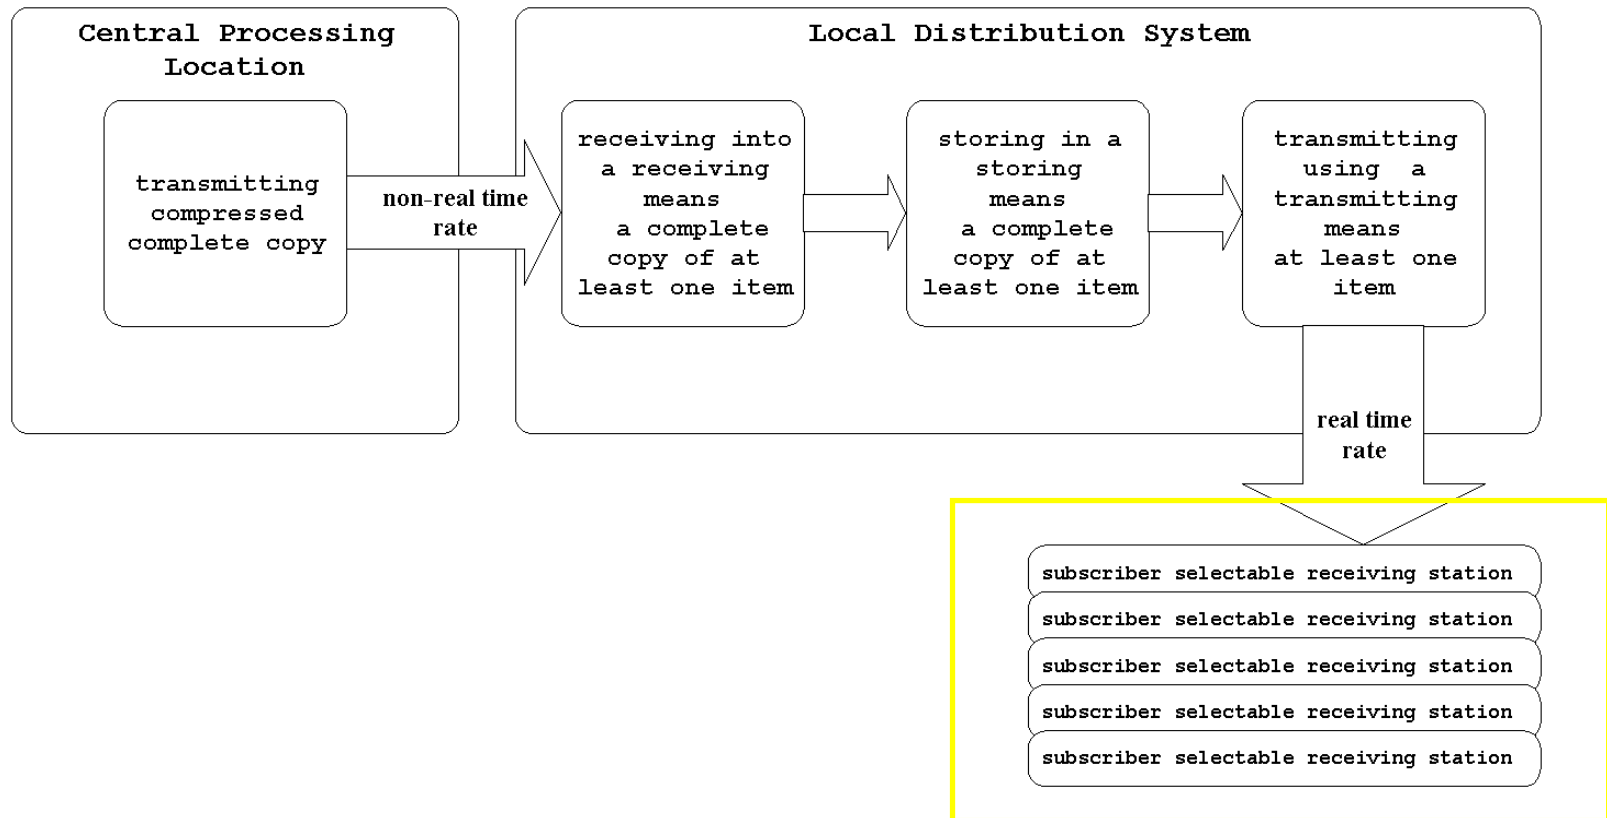 Central Processing
Location
transmitting
compressed
complete copy
non-real time
rate
Local Distribution System
receiving into
a receiving
means
a complete
copy of at
least one item
storing in a
storing
means
a complete
copy of at
least one item
transmitting
using a
transmitting
means
at least one
item
real time
rate
subscriber selectable receiving station
subscriber selectable receiving station
subscriber selectable receiving station
subscriber selectable receiving station
subscriber selectable receiving station